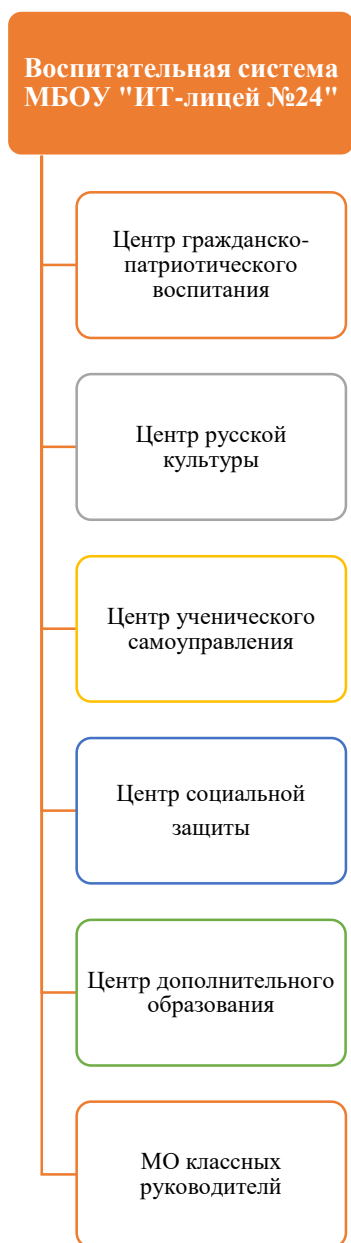 Воспитательная система
МБОУ "ИТ-лицей №24"
Центр гражданско-
патриотического
воспитания
Центр русской
культуры
Центр ученического
самоуправления
Центр социальной
защиты
Центр дополнительного
образования
МО классных
руководителй